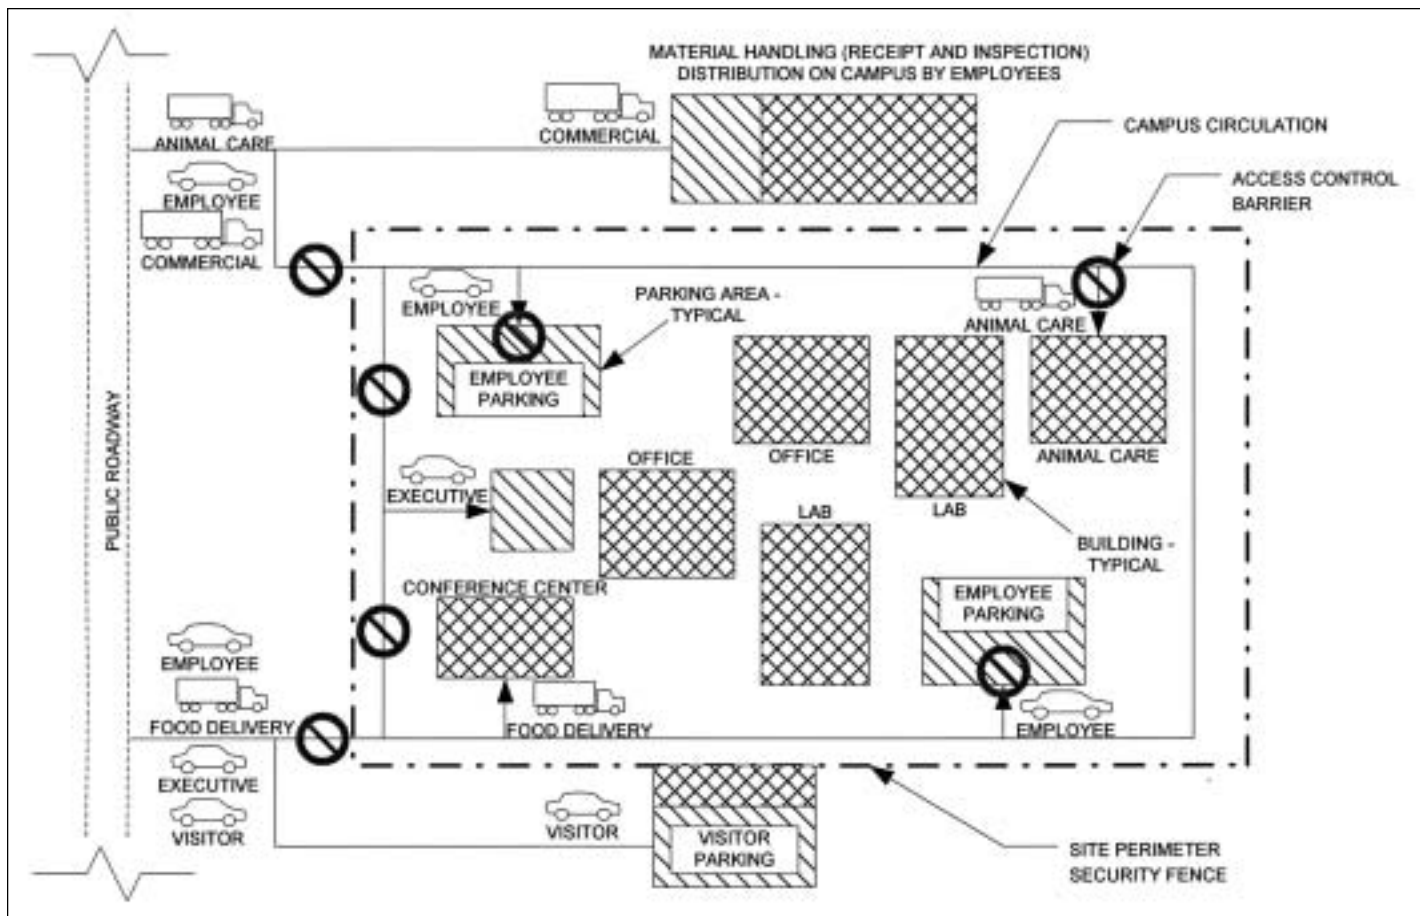 MATERIAL HANDLING (RECEIPT AND INSPECTION)
DISTRIBUTION ON CAMPUS BY EMPLOYEES
COMMERCIAL
ANIMAL CARE
EMPLOYEE
COMMERCIAL
CAMPUS CIRCULATION
ACCESS CONTROL
BARRIER
EMPLOYEE
PARKING AREA -
TYPICAL
ANIMAL CARE
EMPLOYEE
PARKING
PUBLIC ROADWAY
OFFICE
OFFICE
ANIMAL CARE
EXECUTIVE
LAB
LAB
BUILDING -
TYPICAL
CONFERENCE CENTER
EMPLOYEE
PARKING
EMPLOYEE
FOOD DELIVERY
FOOD DELIVERY
EMPLOYEE
EXECUTIVE
VISITOR
VISITOR
VISITOR
PARKING
SITE PERIMETER
SECURITY FENCE